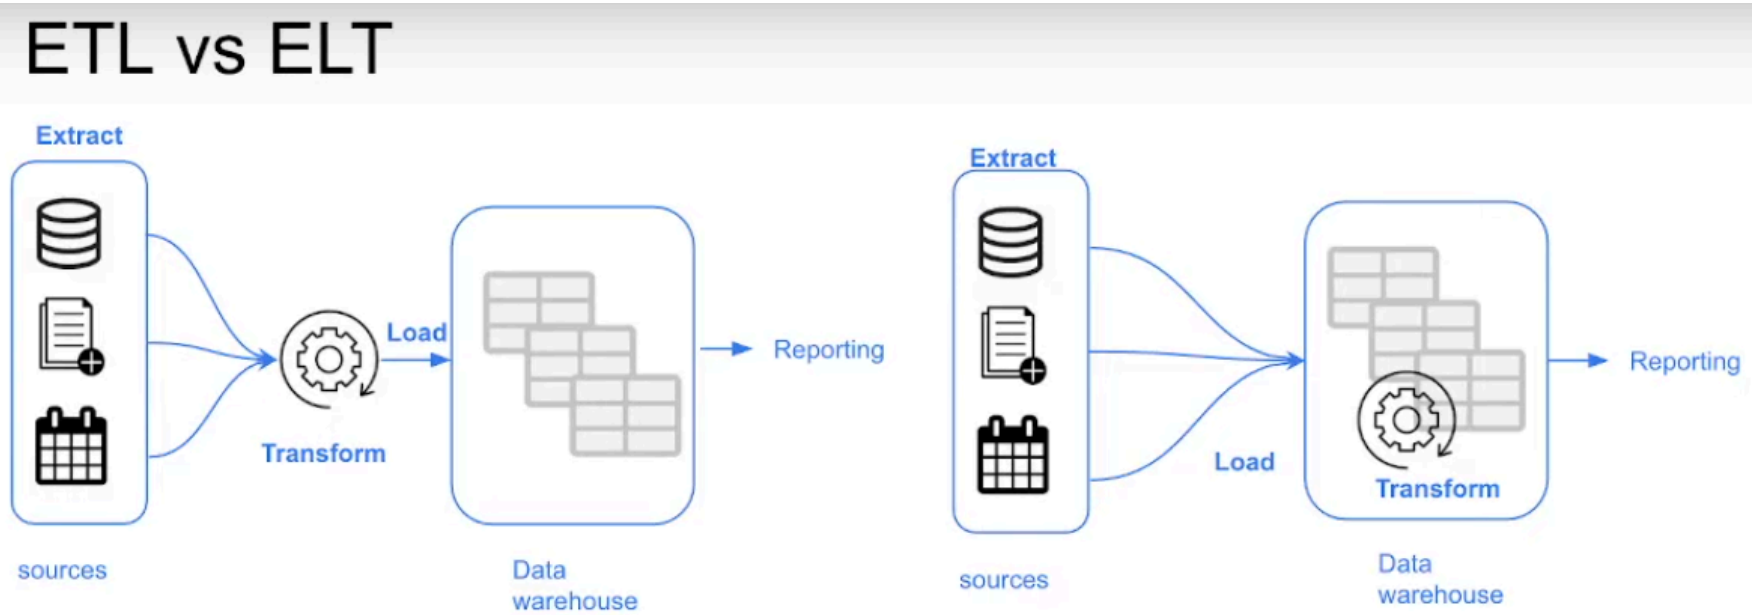 ETL vs ELT
Extract
Load
Transform
Reporting
sources
Data
warehouse
Extract
Load
Transform
Reporting
sources
Data
warehouse